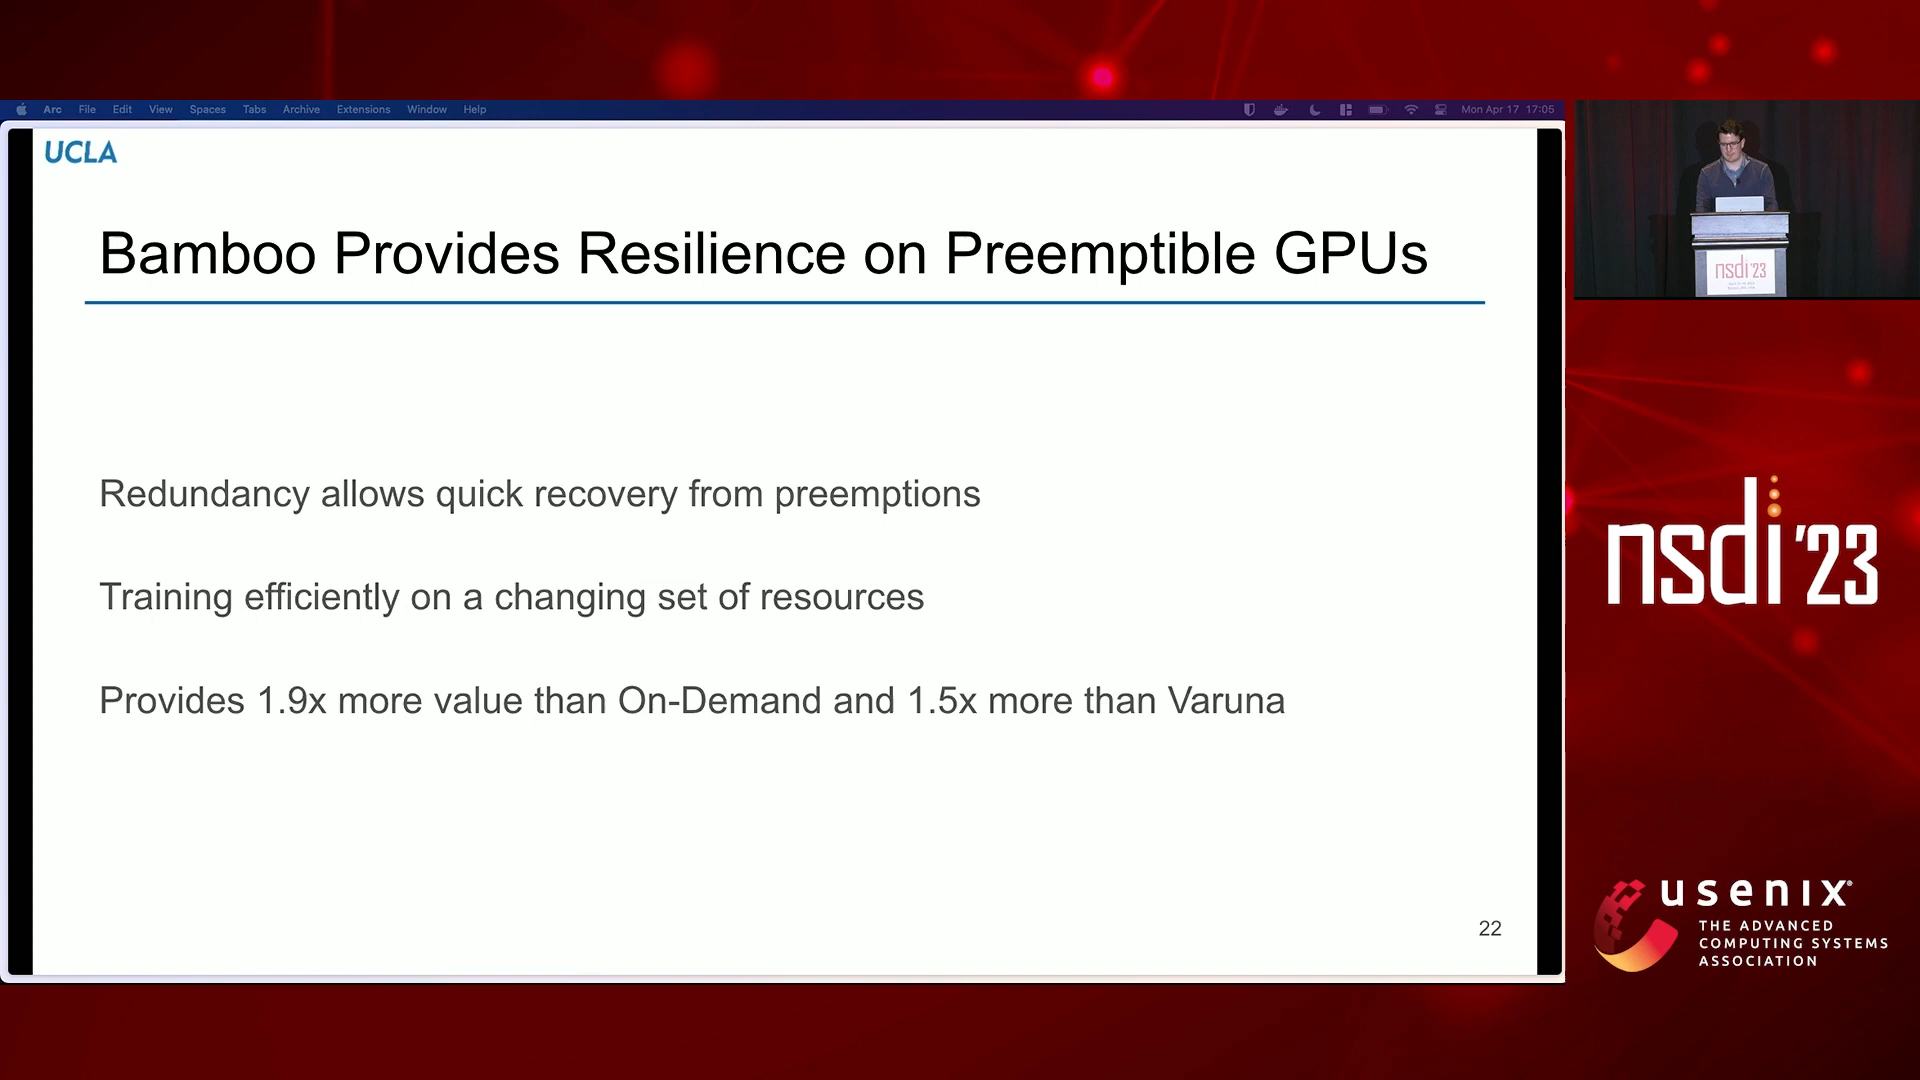 Arc File Edit View Spaces Tabs Archive Extensions Window Help Mon Apr 17 17:05
UCLA
Bamboo Provides Resilience on Preemptible GPUs
Redundancy allows quick recovery from preemptions
Training efficiently on a changing set of resources
Provides 1.9x more value than On-Demand and 1.5x more than Varuna
22
nsdi '23
nsdi '23
usenix®
THE ADVANCED
COMPUTING SYSTEMS
ASSOCIATION